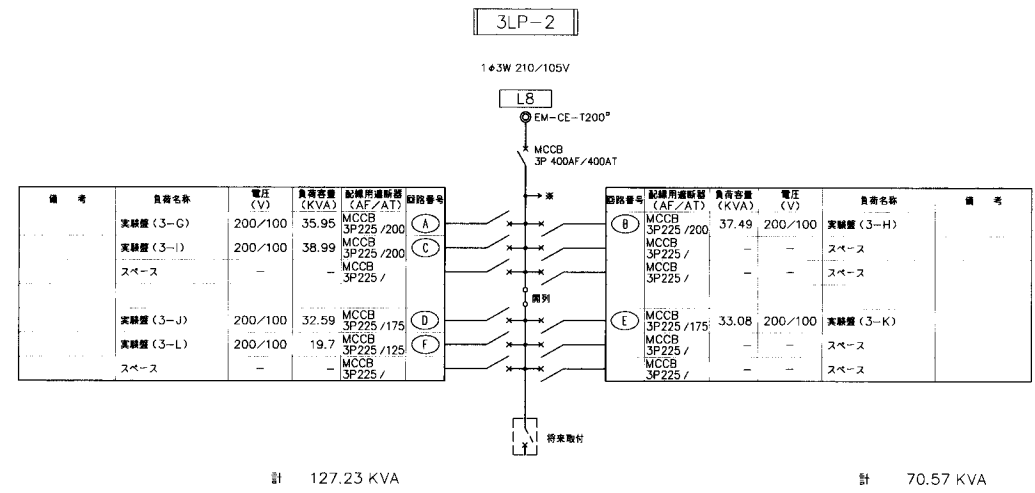 3LP-2
1φ3W 210/105V
L8
EM-CE-T200□
MCCB
3P 400AF/400AT
※
備 考 負荷名称 電圧(V) 負荷容量(KVA) 配線用遮断器(AF/AT) 回路番号
実験盤(3-G) 200/100 35.95 MCCB 3P225/200 A
実験盤(3-I) 200/100 38.99 MCCB 3P225/200 C
スペース - - MCCB 3P225/
実験盤(3-J) 200/100 32.59 MCCB 3P225/175 D
実験盤(3-L) 200/100 19.7 MCCB 3P225/125 F
スペース - - MCCB 3P225/
開列
将来取付
回路番号 配線用遮断器(AF/AT) 負荷容量(KVA) 電圧(V) 負荷名称 備 考
B MCCB 3P225/200 37.49 200/100 実験盤(3-H)
MCCB 3P225/ - - スペース
MCCB 3P225/ - - スペース
E MCCB 3P225/175 33.08 200/100 実験盤(3-K)
MCCB 3P225/ - - スペース
MCCB 3P225/ - - スペース
計 127.23 KVA
計 70.57 KVA